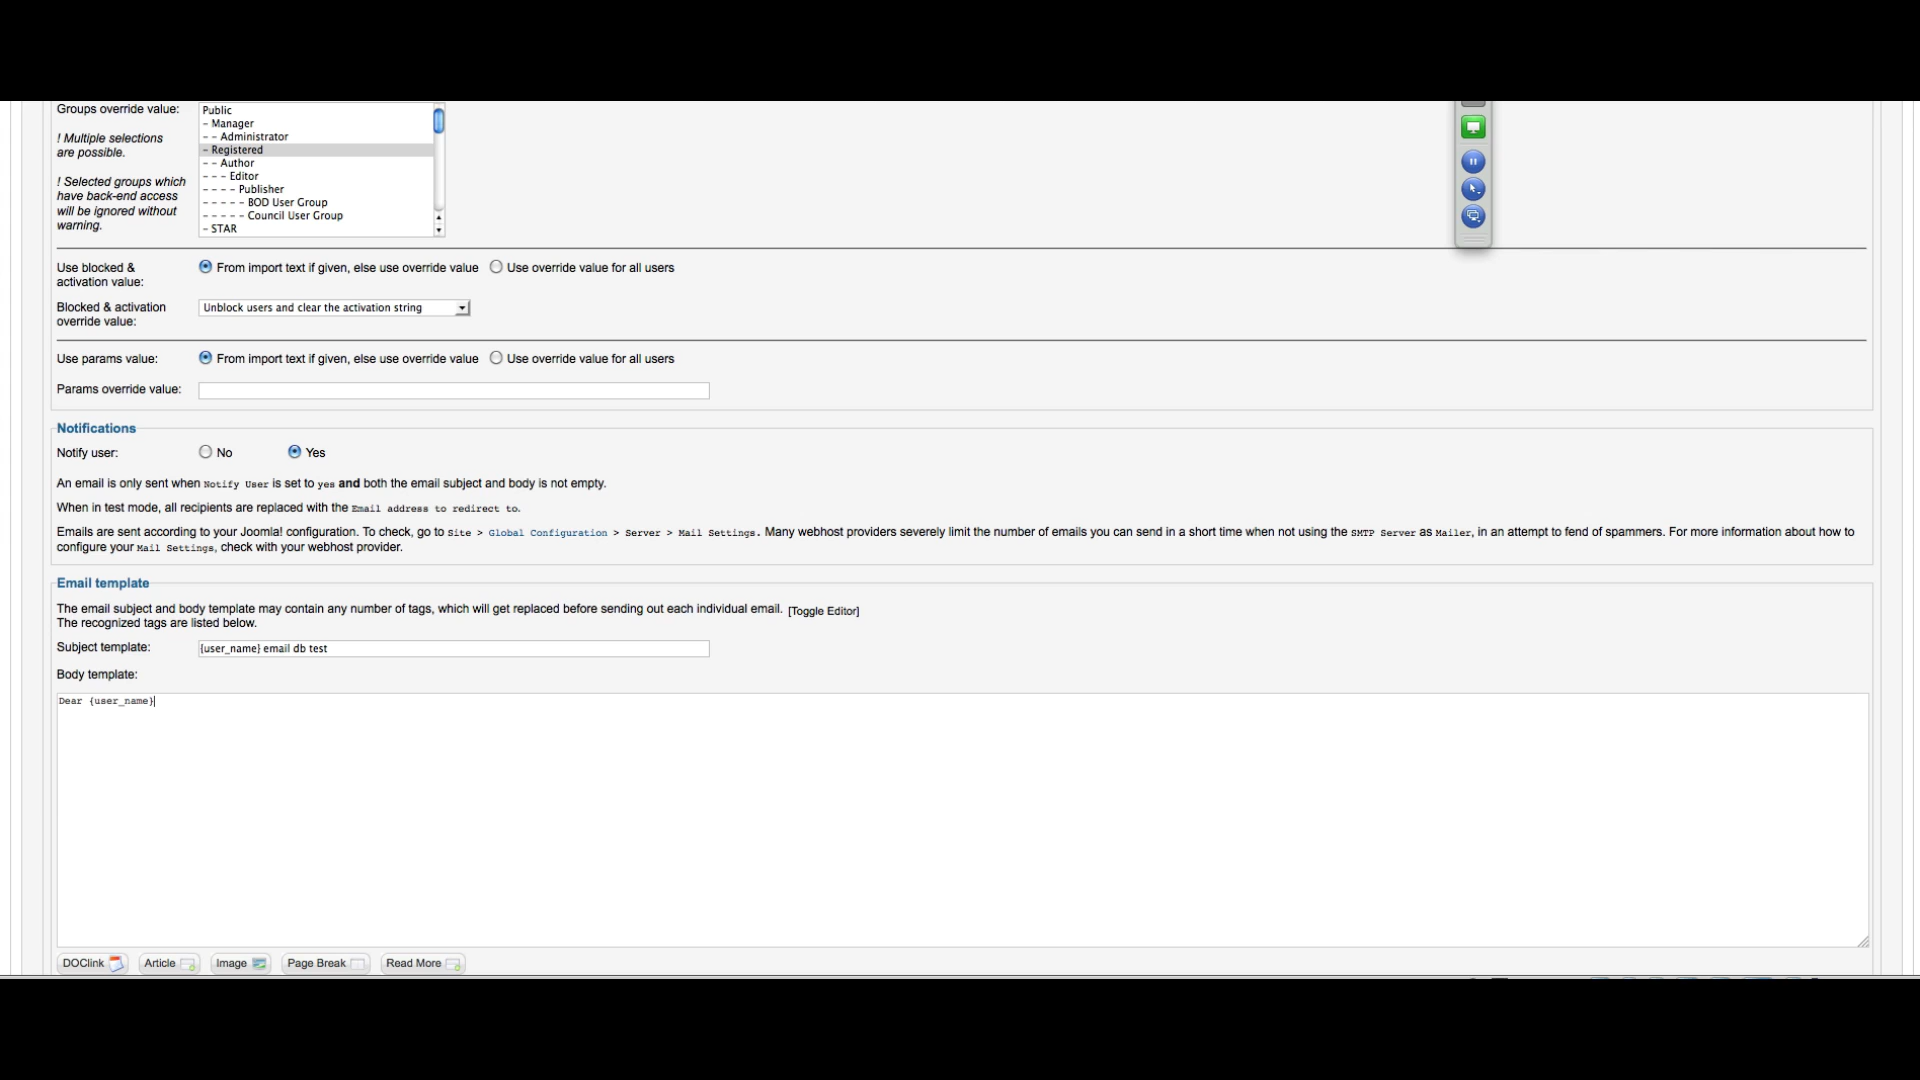 Groups override value:
! Multiple selections
are possible.
! Selected groups which
have back-end access
will be ignored without
warning.
Public
- Manager
- - Administrator
- Registered
- - Author
- - - Editor
- - - - Publisher
- - - - - BOD User Group
- - - - - Council User Group
- STAR
Use blocked &
activation value:
From import text if given, else use override value Use override value for all users
Blocked & activation
override value:
Unblock users and clear the activation string
Use params value:
From import text if given, else use override value Use override value for all users
Params override value:
Notifications
Notify user: No Yes
An email is only sent when Notify User is set to yes and both the email subject and body is not empty.
When in test mode, all recipients are replaced with the Email address to redirect to.
Emails are sent according to your Joomla! configuration. To check, go to Site > Global Configuration > Server > Mail Settings. Many webhost providers severely limit the number of emails you can send in a short time when not using the SMTP Server as Mailer, in an attempt to fend of spammers. For more information about how to
configure your Mail Settings, check with your webhost provider.
Email template
The email subject and body template may contain any number of tags, which will get replaced before sending out each individual email. [Toggle Editor]
The recognized tags are listed below.
Subject template: {user_name} email db test
Body template:
Dear {user_name}
DOClink Article Image Page Break Read More